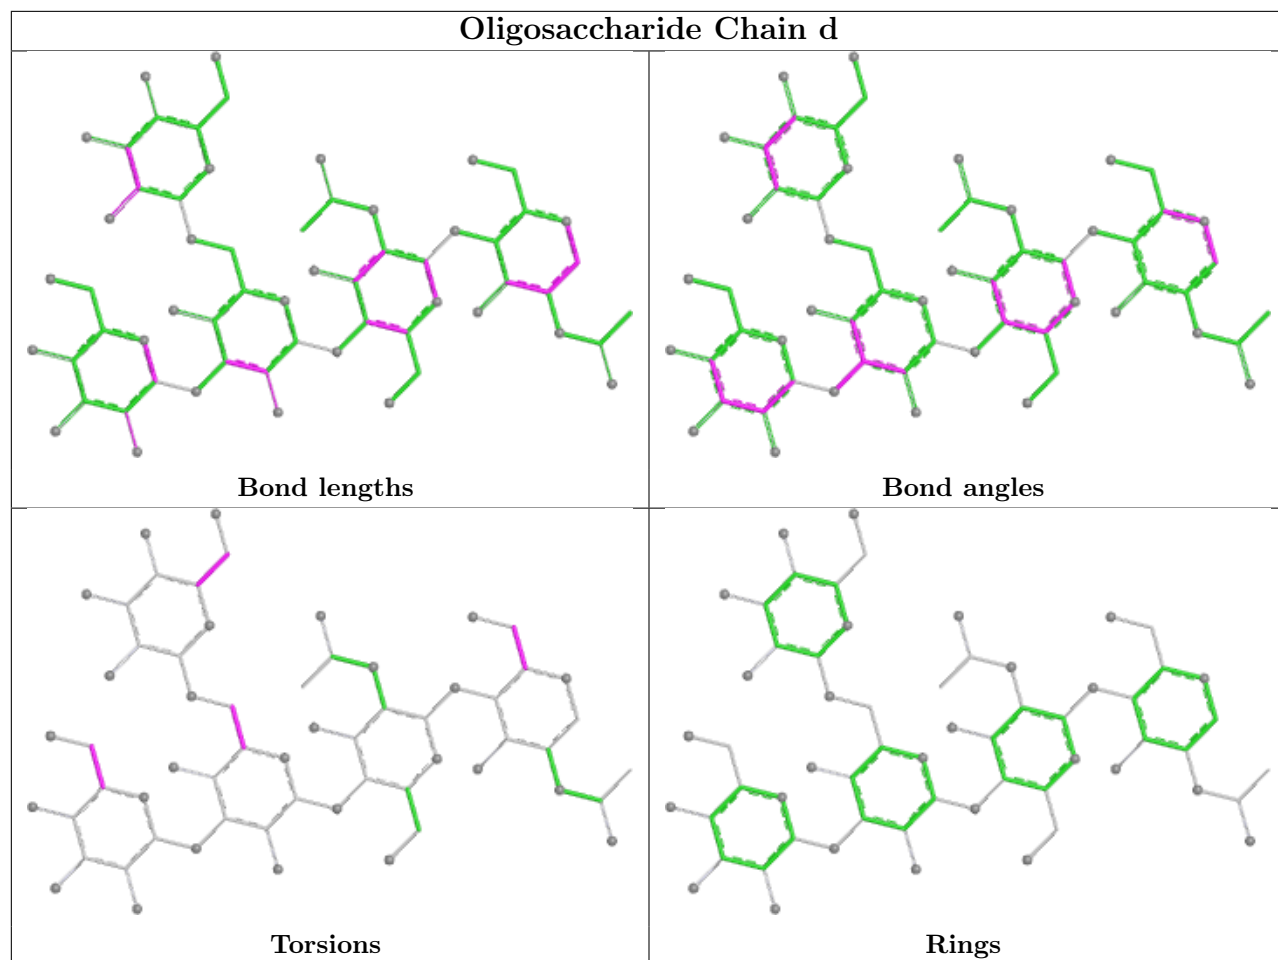 Oligosaccharide Chain d
Bond lengths
Bond angles
Torsions
Rings